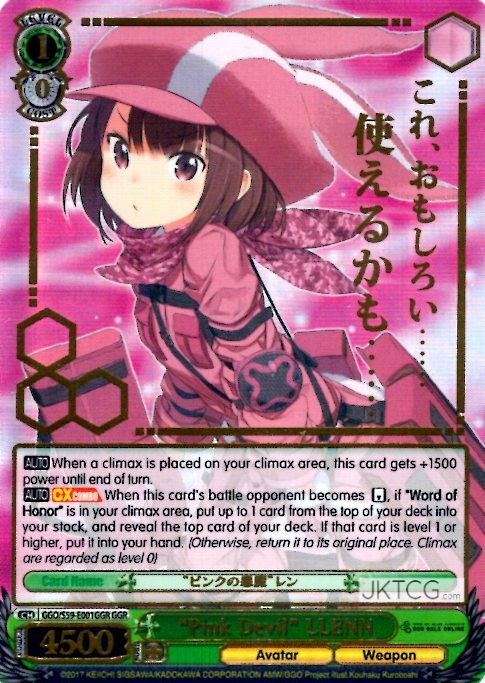 LEVEL
1
0
COST
これ、おもしろい……
使えるかも……
AUTO When a climax is placed on your climax area, this card gets +1500
power until end of turn.
AUTO CX COMBO When this card's battle opponent becomes [▼], if "Word of
Honor" is in your climax area, put up to 1 card from the top of your deck into
your stock, and reveal the top card of your deck. If that card is level 1 or
higher, put it into your hand. (Otherwise, return it to its original place. Climax
are regarded as level 0)
Card Name
"ピンクの悪魔" レン
JKTCG.com
CH GGO/S59-E001GGR GGR
"Pink Devil" LLENN
4500
Avatar
Weapon
©2017 KEIICHI SIGSAWA/KADOKAWA CORPORATION AMW/GGO Project Illust.Kouhaku Kuroboshi